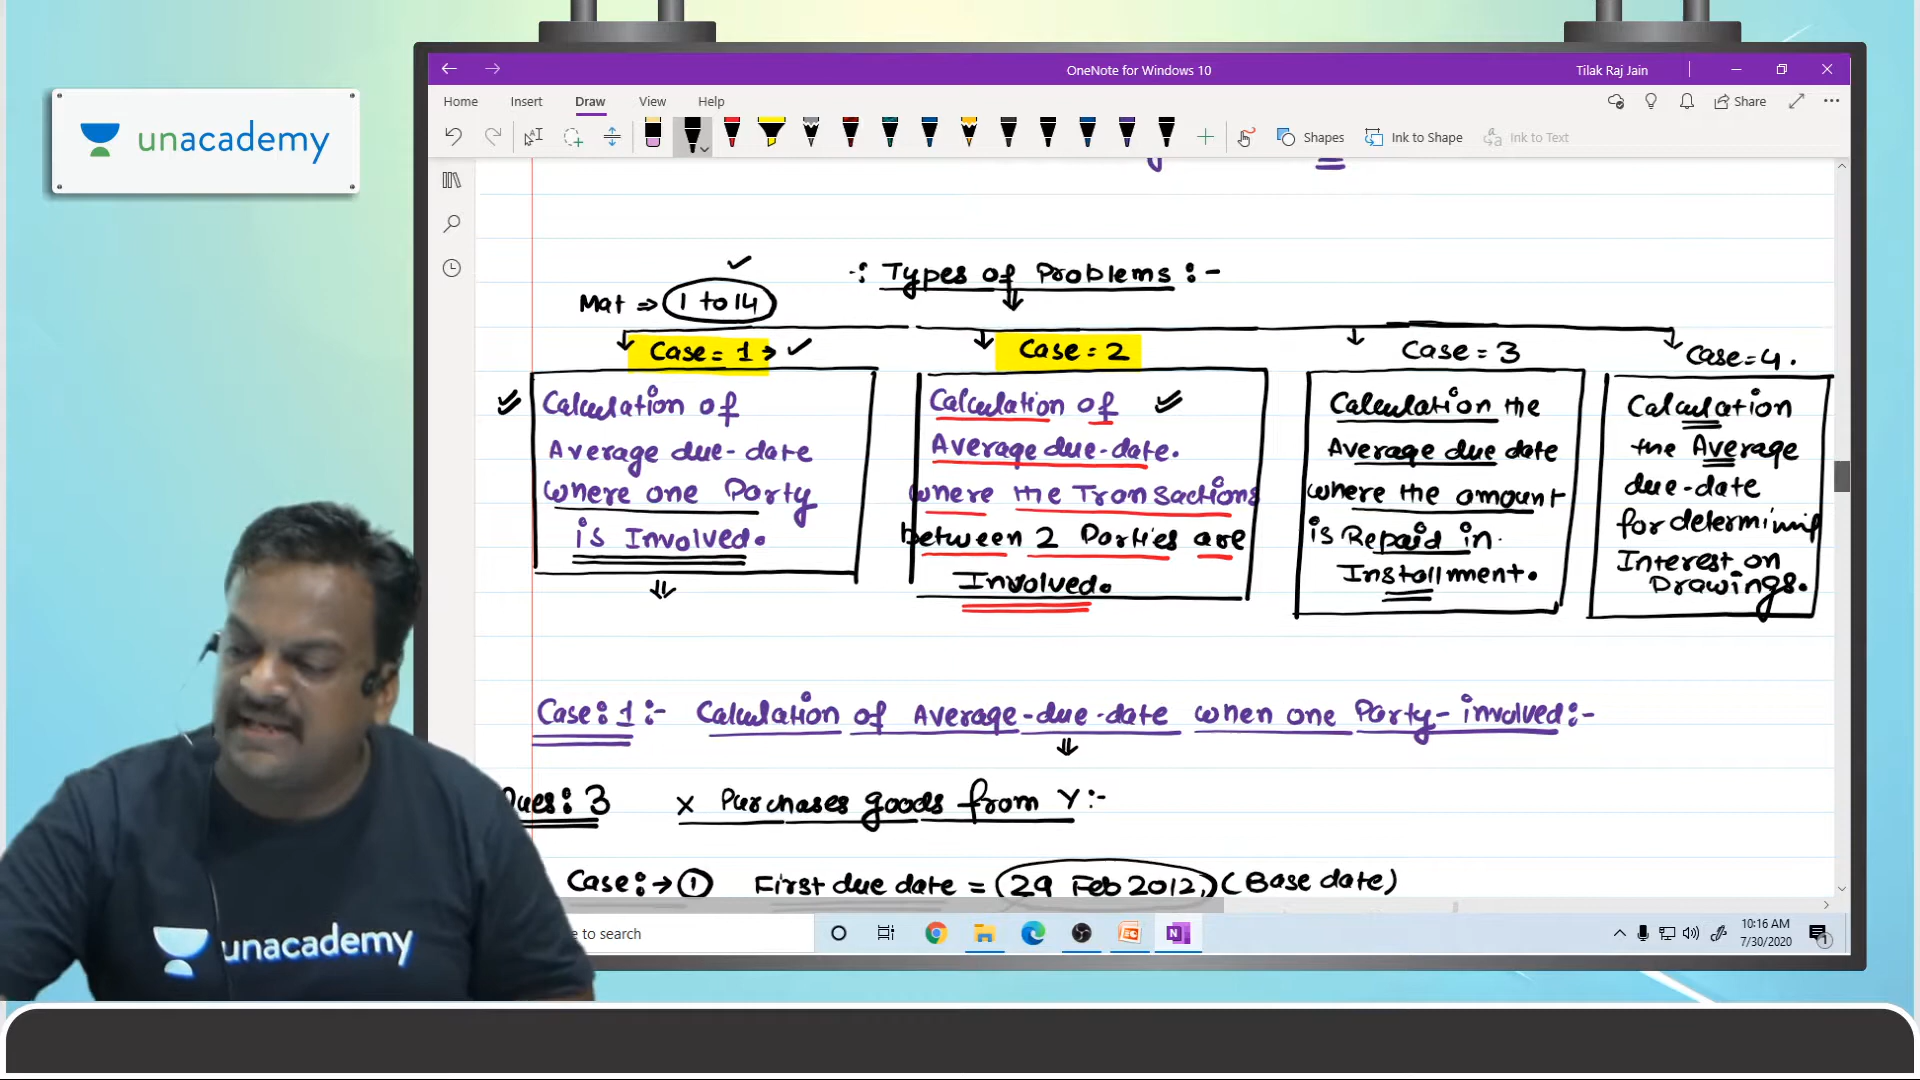 unacademy
OneNote for Windows 10
Tilak Raj Jain
Home Insert Draw View Help
Share
Shapes
Ink to Shape
Ink to Text
-: Types of Problems :-
Mat ⇒ 1 to 14
Case = 1 → ✓
Calculation of
Average due-date
where one Party
is Involved.
Case = 2
Calculation of
Average due-date.
where the Transactions
between 2 Parties are
Involved.
Case = 3
Calculation the
Average due date
where the amount
is Repaid in
Installment.
Case = 4.
Calculation
the Average
due-date
for determining
Interest on
Drawings.
Case: 1 :- Calculation of Average-due-date when one Party-involved:-
Ques: 3 X Purchases goods from Y:-
Case: → ① First due date = 29 Feb 2012, (Base date)
e to search
10:16 AM
7/30/2020
1
unacademy